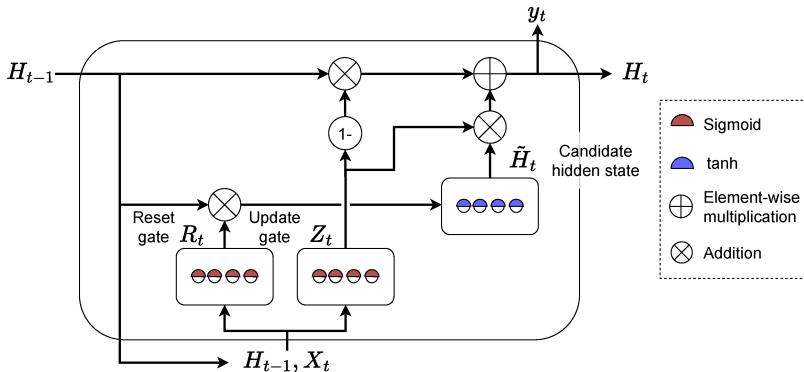 y_t
H_{t-1}
H_t
1-
Sigmoid
H̃_t
Candidate
hidden state
tanh
Element-wise
multiplication
Reset
gate
R_t
Update
gate
Z_t
Addition
H_{t-1}, X_t